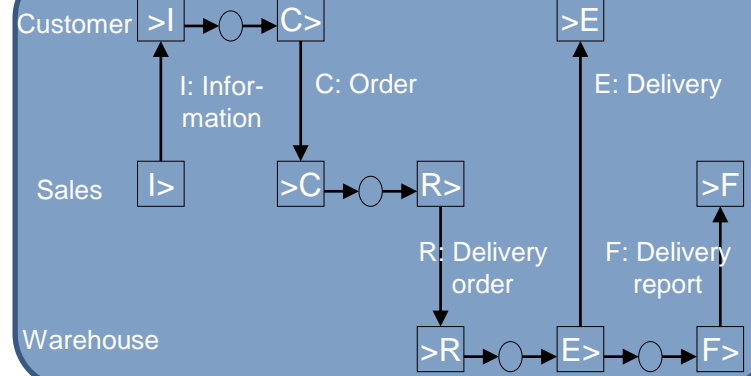 Customer >I C> >E
I: Infor-
mation
C: Order
E: Delivery
Sales I> >C R> >F
R: Delivery
order
F: Delivery
report
Warehouse >R E> F>